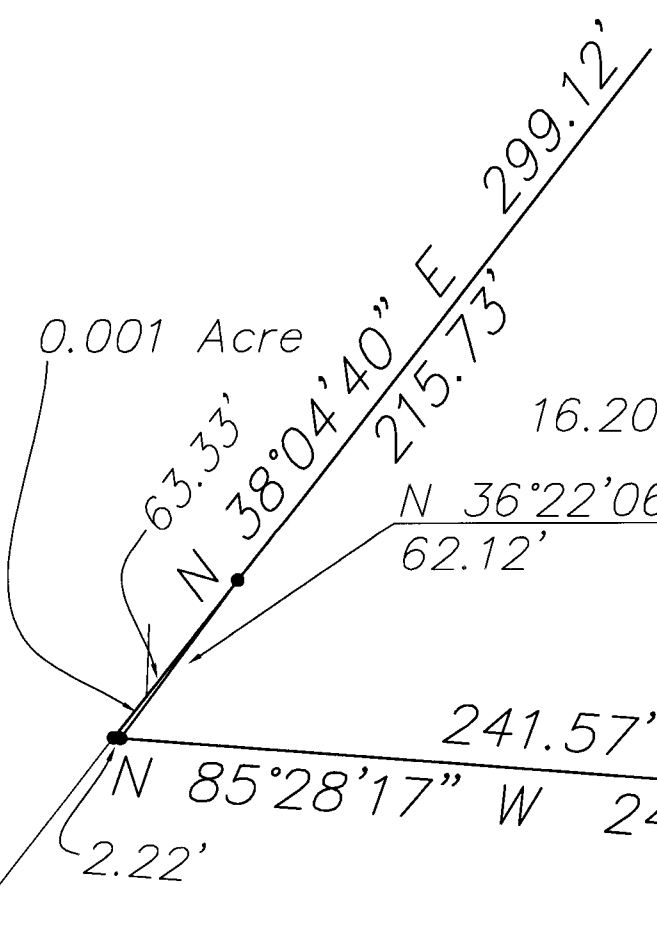 299.12'
N 38°04'40" E
215.73'
0.001 Acre
63.33'
16.20
N 36°22'06
62.12'
241.57'
N 85°28'17" W 24
2.22'